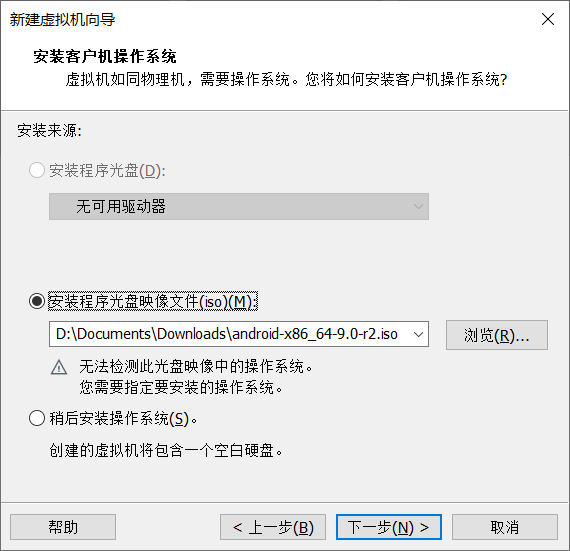 新建虚拟机向导
安装客户机操作系统
虚拟机如同物理机，需要操作系统。您将如何安装客户机操作系统?
安装来源:
安装程序光盘(D):
无可用驱动器
安装程序光盘映像文件(iso)(M):
D:\Documents\Downloads\android-x86_64-9.0-r2.iso
浏览(R)...
无法检测此光盘映像中的操作系统。
您需要指定要安装的操作系统。
稍后安装操作系统(S)。
创建的虚拟机将包含一个空白硬盘。
帮助
< 上一步(B)
下一步(N) >
取消